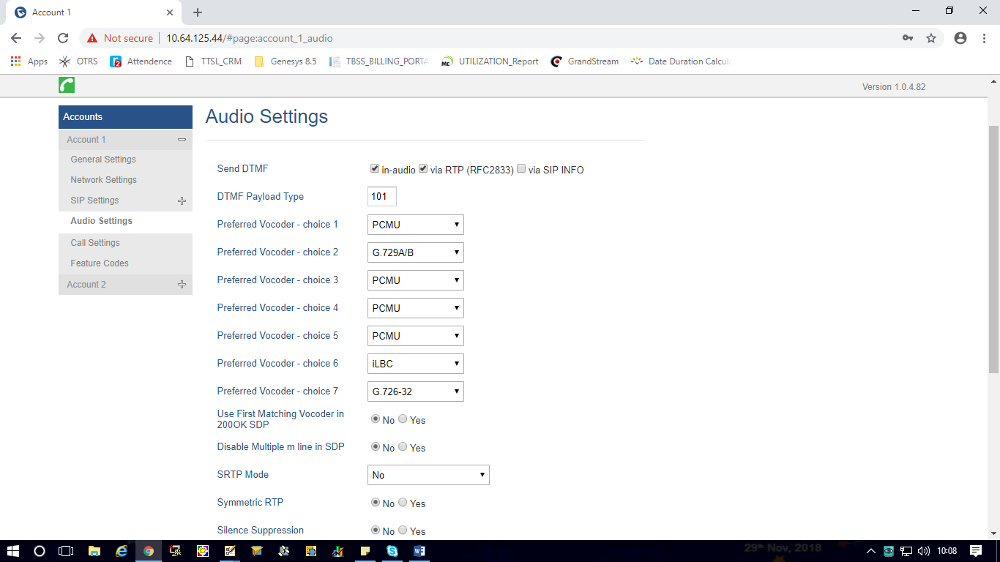 Account 1
Not secure 10.64.125.44/#page:account_1_audio
Apps OTRS Attendence TTSL_CRM Genesys 8.5 TBSS_BILLING_PORTA UTILIZATION_Report GrandStream Date Duration Calcul
Version 1.0.4.82
Accounts
Account 1
General Settings
Network Settings
SIP Settings
Audio Settings
Call Settings
Feature Codes
Account 2
Audio Settings
Send DTMF in-audio via RTP (RFC2833) via SIP INFO
DTMF Payload Type 101
Preferred Vocoder - choice 1 PCMU
Preferred Vocoder - choice 2 G.729A/B
Preferred Vocoder - choice 3 PCMU
Preferred Vocoder - choice 4 PCMU
Preferred Vocoder - choice 5 PCMU
Preferred Vocoder - choice 6 iLBC
Preferred Vocoder - choice 7 G.726-32
Use First Matching Vocoder in
200OK SDP No Yes
Disable Multiple m line in SDP No Yes
SRTP Mode No
Symmetric RTP No Yes
Silence Suppression No Yes
29th Nov, 2018
10:08